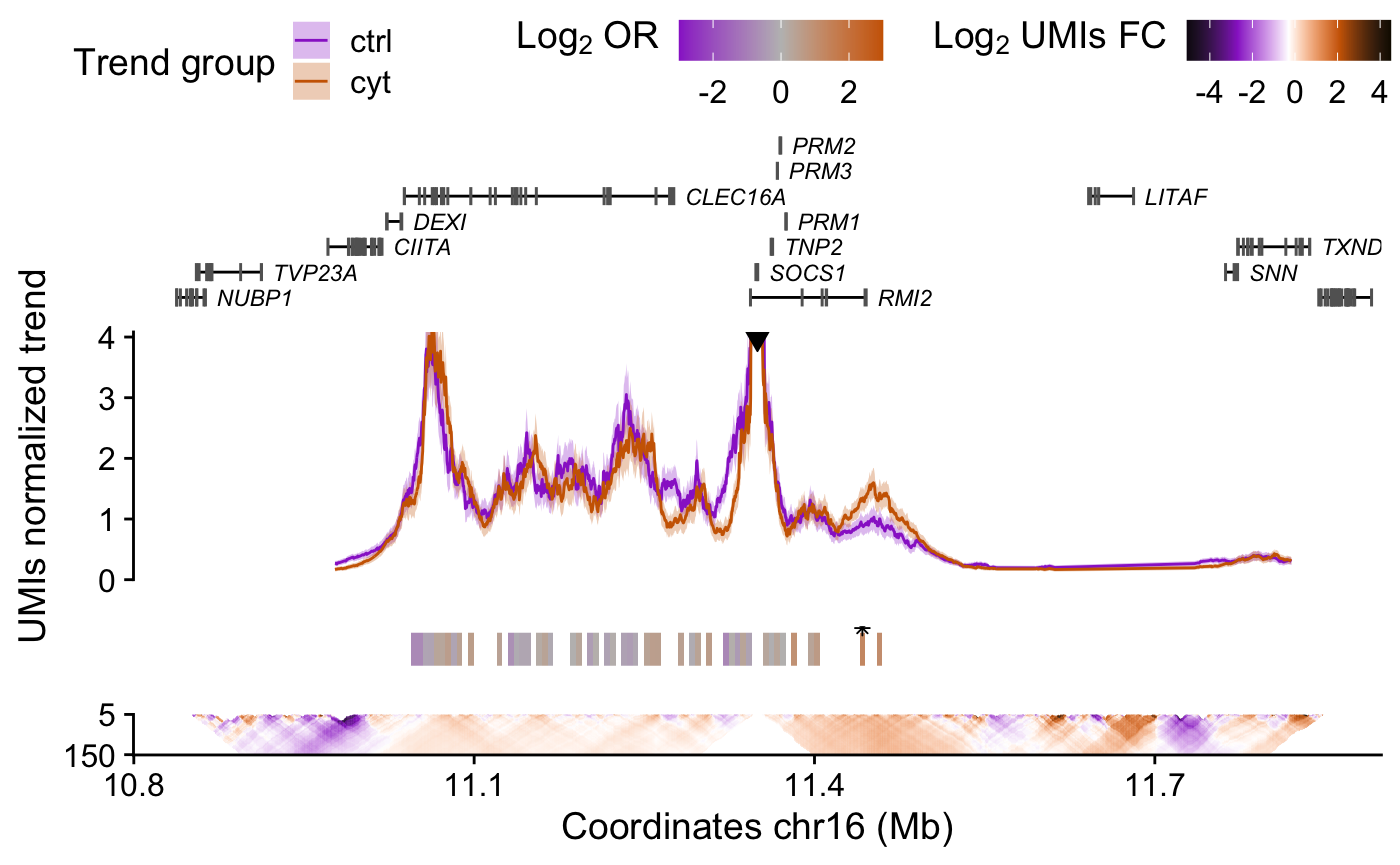 Trend group
ctrl
cyt
Log2 OR
-2 0 2
Log2 UMIs FC
-4 -2 0 2 4
PRM2
PRM3
CLEC16A
LITAF
DEXI
PRM1
CIITA
TNP2
TXND
TVP23A
SOCS1
SNN
NUBP1
RMI2
UMIs normalized trend
4
3
2
1
0
*
5
150
10.8 11.1 11.4 11.7
Coordinates chr16 (Mb)